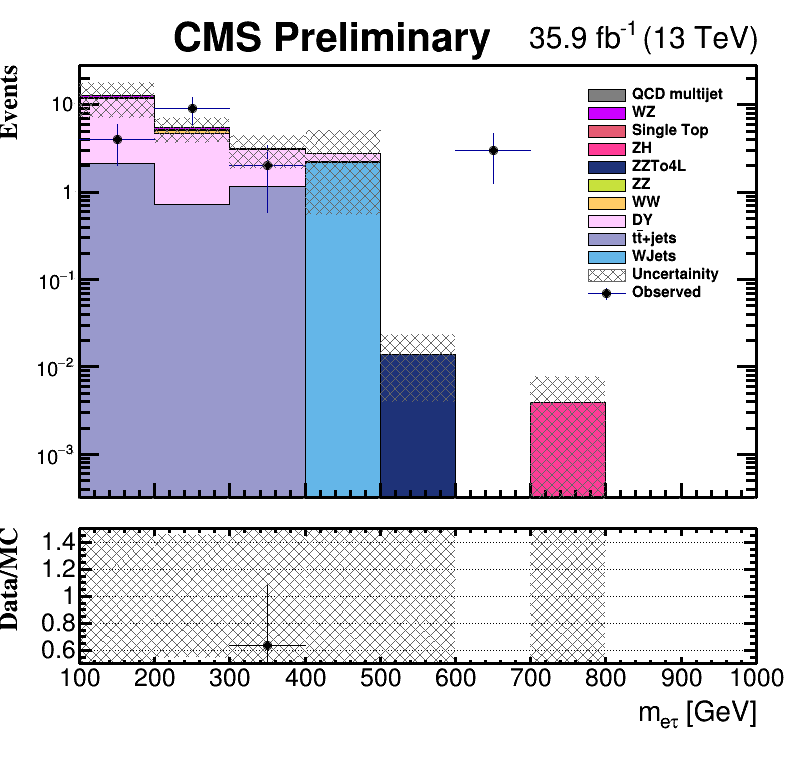 CMS Preliminary 35.9 fb⁻¹ (13 TeV)
Events
10
1
10⁻¹
10⁻²
10⁻³
QCD multijet
WZ
Single Top
ZH
ZZTo4L
ZZ
WW
DY
tt̄+jets
WJets
Uncertainity
Observed
Data/MC
1.4
1.2
1
0.8
0.6
100 200 300 400 500 600 700 800 900 1000
m_eτ [GeV]